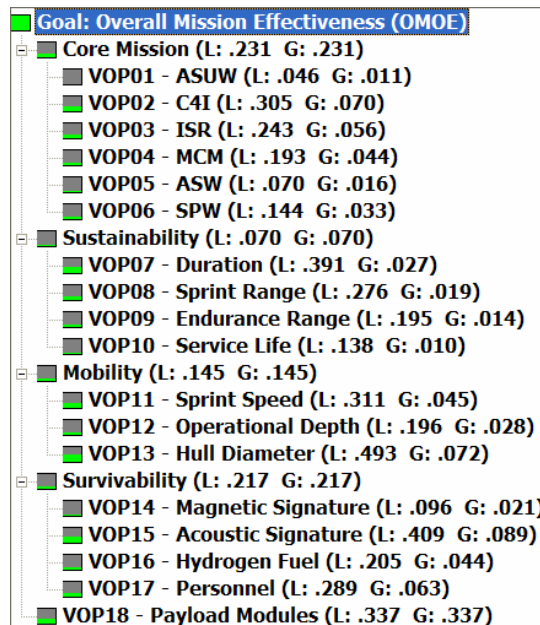 Goal: Overall Mission Effectiveness (OMOE)
Core Mission (L: .231 G: .231)
VOP01 - ASUW (L: .046 G: .011)
VOP02 - C4I (L: .305 G: .070)
VOP03 - ISR (L: .243 G: .056)
VOP04 - MCM (L: .193 G: .044)
VOP05 - ASW (L: .070 G: .016)
VOP06 - SPW (L: .144 G: .033)
Sustainability (L: .070 G: .070)
VOP07 - Duration (L: .391 G: .027)
VOP08 - Sprint Range (L: .276 G: .019)
VOP09 - Endurance Range (L: .195 G: .014)
VOP10 - Service Life (L: .138 G: .010)
Mobility (L: .145 G: .145)
VOP11 - Sprint Speed (L: .311 G: .045)
VOP12 - Operational Depth (L: .196 G: .028)
VOP13 - Hull Diameter (L: .493 G: .072)
Survivability (L: .217 G: .217)
VOP14 - Magnetic Signature (L: .096 G: .021)
VOP15 - Acoustic Signature (L: .409 G: .089)
VOP16 - Hydrogen Fuel (L: .205 G: .044)
VOP17 - Personnel (L: .289 G: .063)
VOP18 - Payload Modules (L: .337 G: .337)